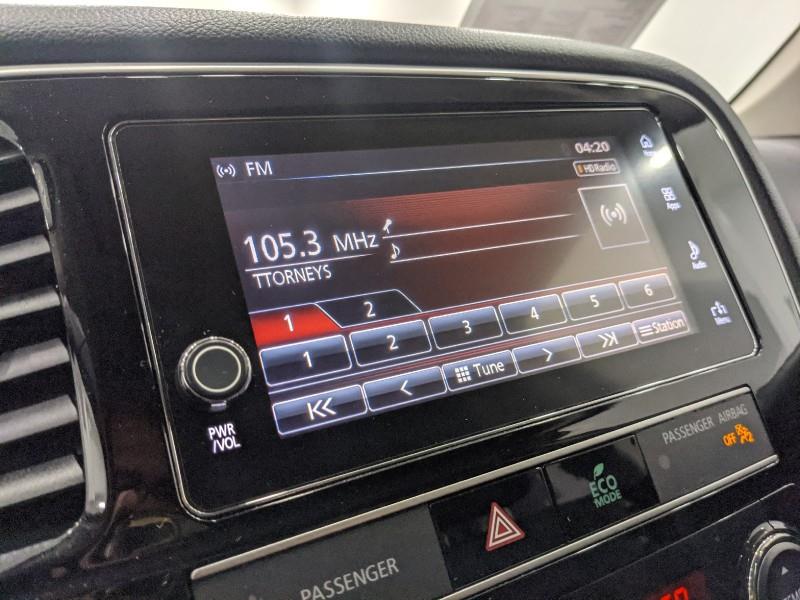 04:20
FM
HD Radio
Home
Apps
105.3 MHz
TTORNEYS
Radio
Menu
1 2
1 2 3 4 5 6
Tune Station
PWR
/VOL
PASSENGER AIRBAG
OFF 2
ECO
MODE
PASSENGER